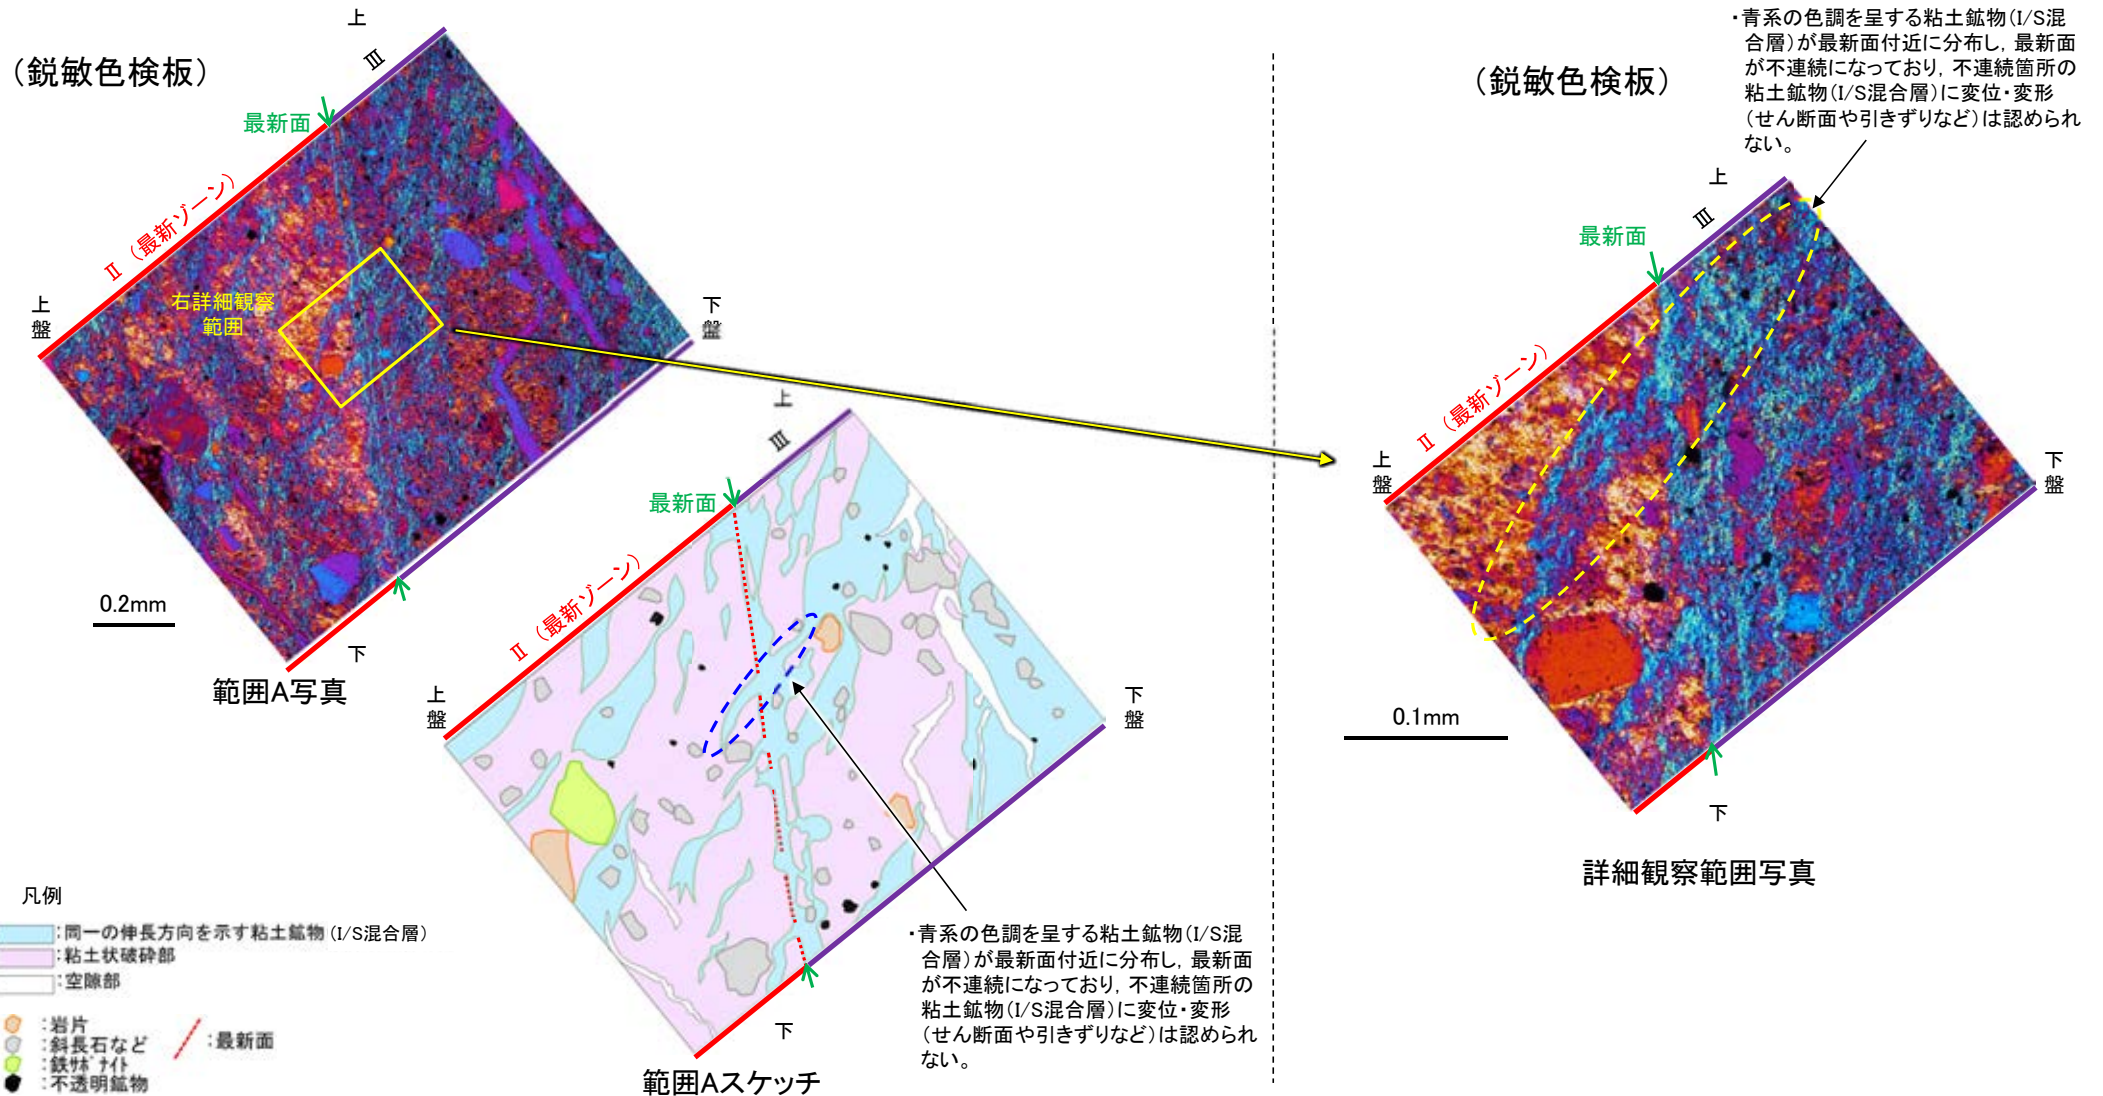 (鋭敏色検板)
上
Ⅲ
最新面
Ⅱ (最新ゾーン)
右詳細観察
範囲
上
盤
下
盤
0.2mm
下
範囲A写真
上
Ⅲ
最新面
Ⅱ (最新ゾーン)
上
盤
下
盤
下
範囲Aスケッチ
・青系の色調を呈する粘土鉱物(I/S混
合層)が最新面付近に分布し,最新面
が不連続になっており,不連続箇所の
粘土鉱物(I/S混合層)に変位・変形
(せん断面や引きずりなど)は認められ
ない。
凡例
:同一の伸長方向を示す粘土鉱物(I/S混合層)
:粘土状破砕部
:空隙部
:岩片
:斜長石など
:鉄サポナイト
:不透明鉱物
:最新面
(鋭敏色検板)
・青系の色調を呈する粘土鉱物(I/S混
合層)が最新面付近に分布し,最新面
が不連続になっており,不連続箇所の
粘土鉱物(I/S混合層)に変位・変形
(せん断面や引きずりなど)は認められ
ない。
上
Ⅲ
最新面
Ⅱ (最新ゾーン)
上
盤
下
盤
0.1mm
下
詳細観察範囲写真